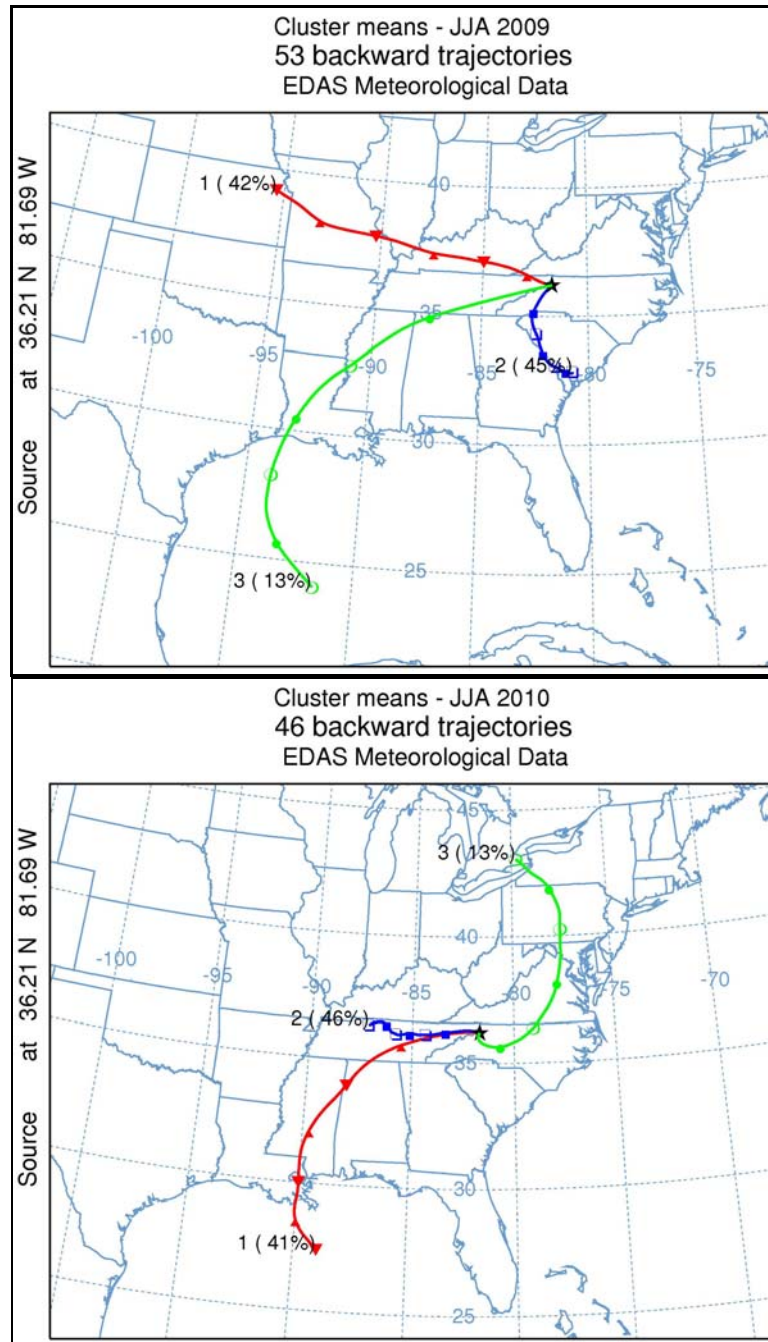 Cluster means - JJA 2009
53 backward trajectories
EDAS Meteorological Data
Source at 36.21 N 81.69 W
1 ( 42%)
40
35
-100
-95
-90
-85
2 ( 45%)
-80
-75
30
25
3 ( 13%)
Cluster means - JJA 2010
46 backward trajectories
EDAS Meteorological Data
Source at 36.21 N 81.69 W
45
3 ( 13%)
40
-100
-95
-90
-85
-80
-75
-70
2 ( 46%)
35
30
1 ( 41%)
25